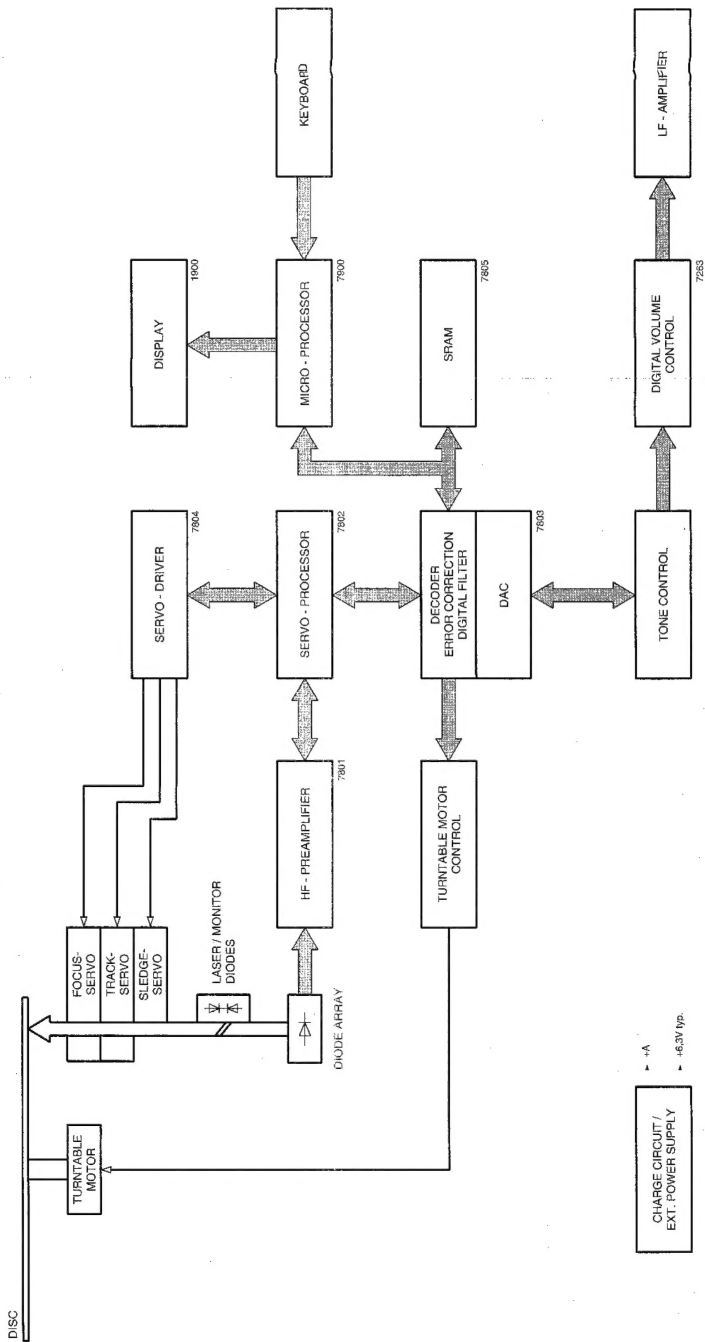 DISC
TURNTABLE
MOTOR
FOCUS-
SERVO
TRACK-
SERVO
SLEDGE-
SERVO
LASER / MONITOR
DIODES
DIODE ARRAY
SERVO - DRIVER
7804
DISPLAY
1900
HF - PREAMPLIFIER
7801
SERVO - PROCESSOR
7802
MICRO - PROCESSOR
7900
KEYBOARD
TURNTABLE MOTOR
CONTROL
DECODER
ERROR CORRECTION
DIGITAL FILTER
DAC
7803
SRAM
7805
CHARGE CIRCUIT /
EXT. POWER SUPPLY
+A
+6,3V typ.
TONE CONTROL
DIGITAL VOLUME
CONTROL
7263
LF - AMPLIFIER